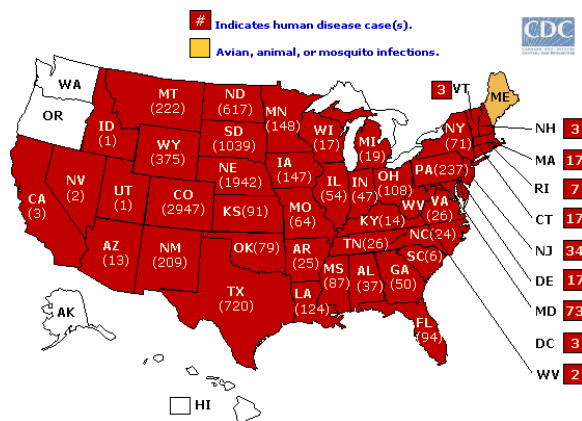 # Indicates human disease case(s).
Avian, animal, or mosquito infections.
CDC
WA
OR
MT
(222)
ND
(617)
MN
(148)
ID
(1)
WY
(375)
SD
(1039)
WI
(17)
MI
(19)
3 VT
ME
NY
(71)
NH 3
MA 17
RI 7
CT 17
NJ 34
DE 17
MD 73
DC 3
WV 2
CA
(3)
NV
(2)
UT
(1)
CO
(2947)
NE
(1942)
KS(91)
IA
(147)
MO
(64)
IL
(54)
IN
(47)
OH
(108)
PA(237)
WV
VA
(26)
KY(14)
NC(24)
TN(26)
SC(6)
AZ
(13)
NM
(209)
OK(79)
AR
(25)
TX
(720)
LA
(124)
MS
(87)
AL
(37)
GA
(50)
FL
(94)
AK
HI